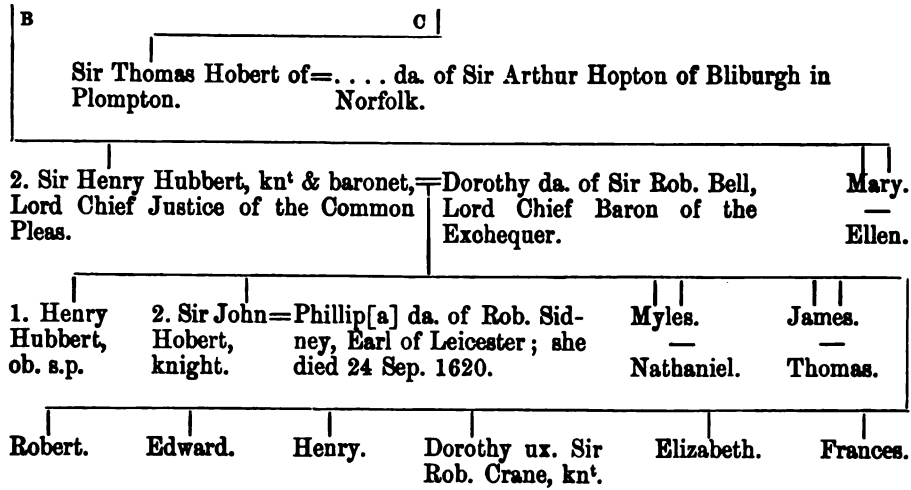 B
C
Sir Thomas Hobert of=.... da. of Sir Arthur Hopton of Bliburgh in
Plompton. Norfolk.
2. Sir Henry Hubbert, knᵗ & baronet,=Dorothy da. of Sir Rob. Bell,
Lord Chief Justice of the Common
Pleas.
Lord Chief Baron of the
Exchequer.
Mary.
—
Ellen.
1. Henry
Hubbert,
ob. s.p.
2. Sir John=Phillip[a] da. of Rob. Sid-
Hobert,
knight.
ney, Earl of Leicester; she
died 24 Sep. 1620.
Myles.
—
Nathaniel.
James.
—
Thomas.
Robert.
Edward.
Henry.
Dorothy ux. Sir
Rob. Crane, knᵗ.
Elizabeth.
Frances.